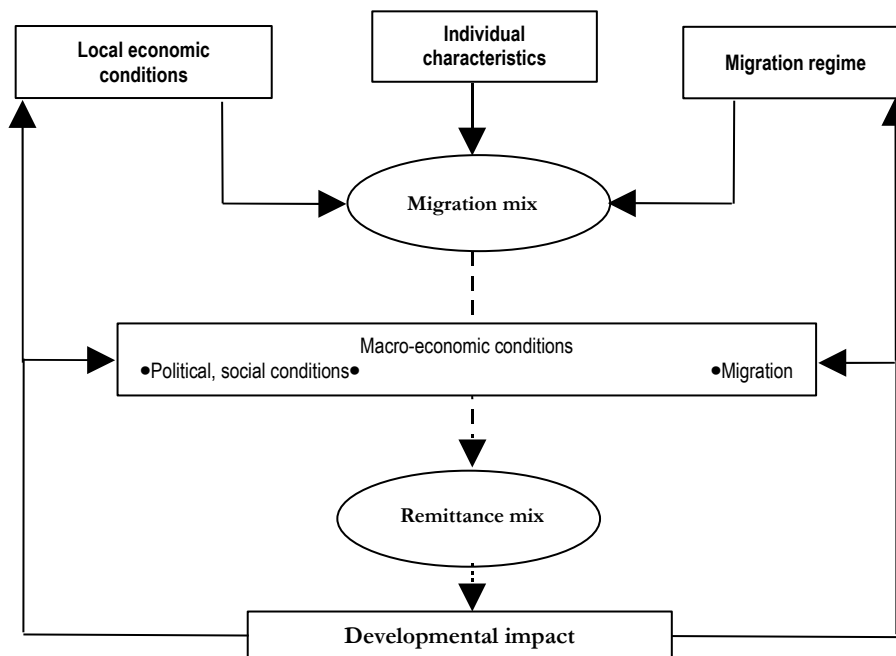 Local economic
conditions
Individual
characteristics
Migration regime
Migration mix
Macro-economic conditions
●Political, social conditions●
●Migration
Remittance mix
Developmental impact